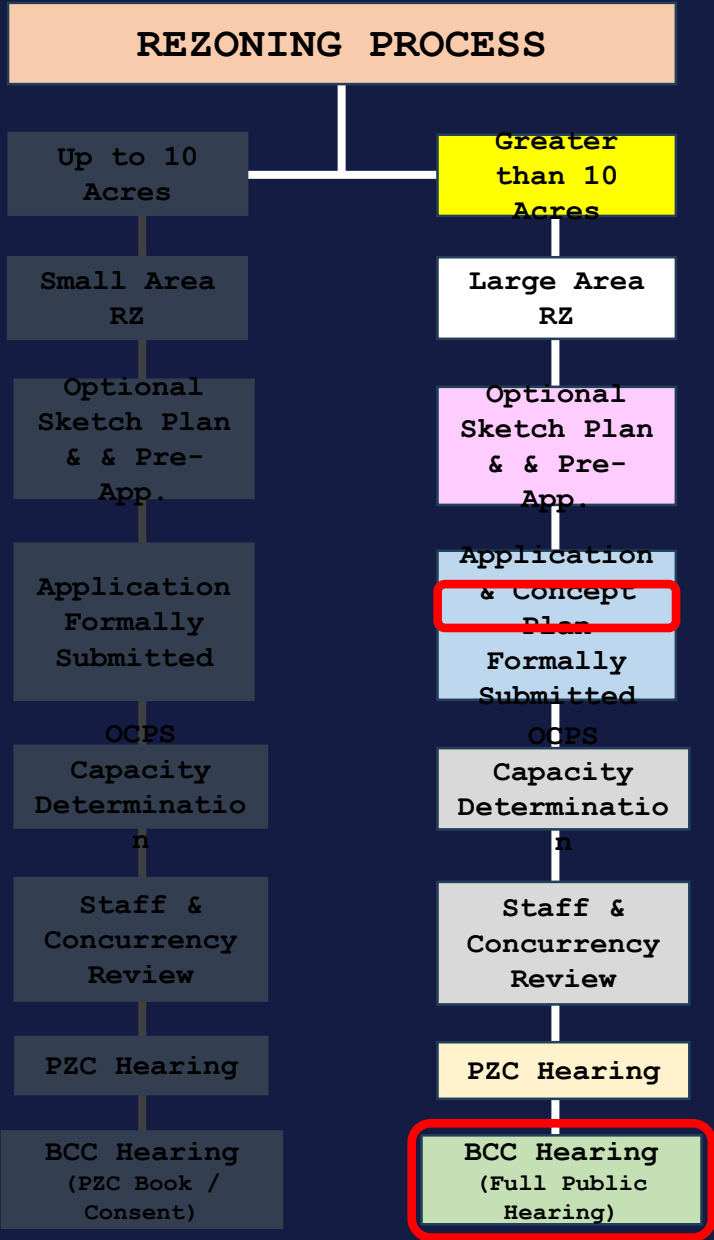 REZONING PROCESS
Up to 10
Acres
Small Area
RZ
Optional
Sketch Plan
& & Pre-
App.
Application
Formally
Submitted
OCPS
Capacity
Determinatio
n
Staff &
Concurrency
Review
PZC Hearing
BCC Hearing
(PZC Book /
Consent)
Greater
than 10
Acres
Large Area
RZ
Optional
Sketch Plan
& & Pre-
App.
Application
& Concept
Plan
Formally
Submitted
OCPS
Capacity
Determinatio
n
Staff &
Concurrency
Review
PZC Hearing
BCC Hearing
(Full Public
Hearing)